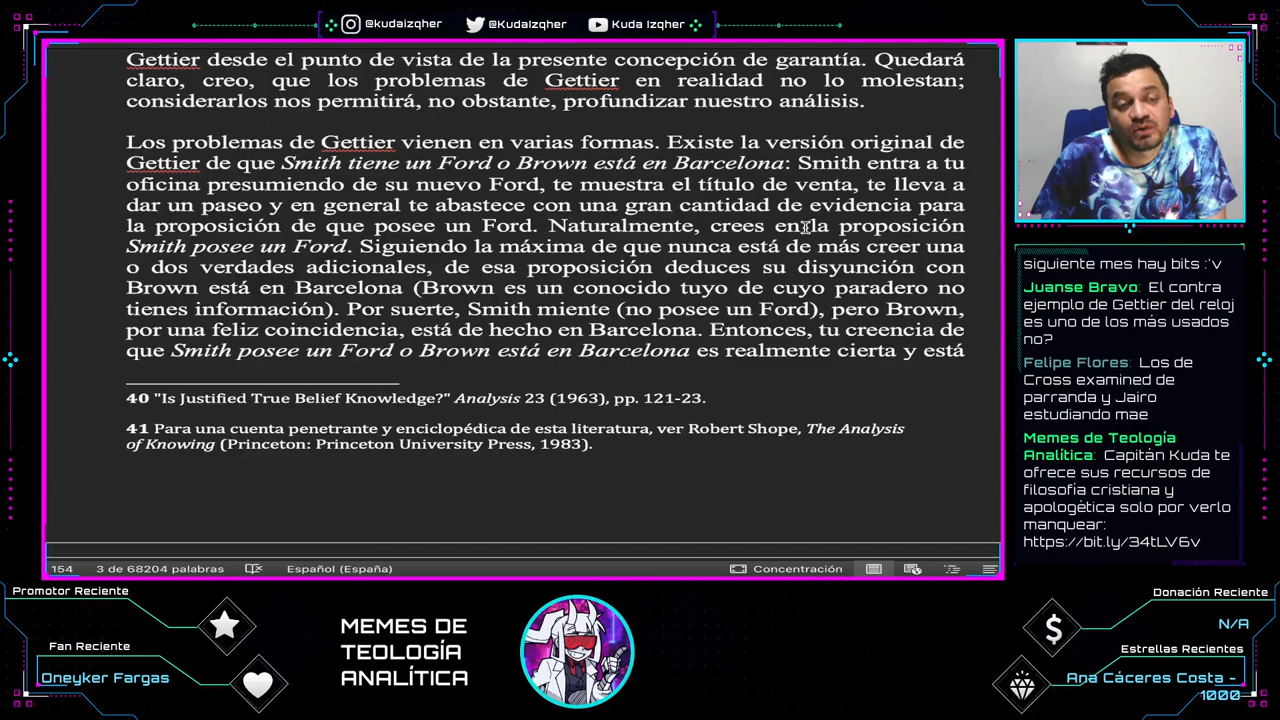 @kudaizqher
@KudaIzqher
Kuda Izqher
Gettier desde el punto de vista de la presente concepción de garantía. Quedará
claro, creo, que los problemas de Gettier en realidad no lo molestan;
considerarlos nos permitirá, no obstante, profundizar nuestro análisis.
Los problemas de Gettier vienen en varias formas. Existe la versión original de
Gettier de que Smith tiene un Ford o Brown está en Barcelona: Smith entra a tu
oficina presumiendo de su nuevo Ford, te muestra el título de venta, te lleva a
dar un paseo y en general te abastece con una gran cantidad de evidencia para
la proposición de que posee un Ford. Naturalmente, crees en la proposición
Smith posee un Ford. Siguiendo la máxima de que nunca está de más creer una
o dos verdades adicionales, de esa proposición deduces su disyunción con
Brown está en Barcelona (Brown es un conocido tuyo de cuyo paradero no
tienes información). Por suerte, Smith miente (no posee un Ford), pero Brown,
por una feliz coincidencia, está de hecho en Barcelona. Entonces, tu creencia de
que Smith posee un Ford o Brown está en Barcelona es realmente cierta y está
40 "Is Justified True Belief Knowledge?" Analysis 23 (1963), pp. 121-23.
41 Para una cuenta penetrante y enciclopédica de esta literatura, ver Robert Shope, The Analysis
of Knowing (Princeton: Princeton University Press, 1983).
154 3 de 68204 palabras Español (España) Concentración
siguiente mes hay bits :'v
Juanse Bravo: El contra
ejemplo de Gettier del reloj
es uno de los más usados
no?
Felipe Flores: Los de
Cross examined de
parranda y Jairo
estudiando mae
Memes de Teología
Analítica: Capitán Kuda te
ofrece sus recursos de
filosofía cristiana y
apologética solo por verlo
manquear:
https://bit.ly/34tLV6v
Promotor Reciente
Fan Reciente
Oneyker Fargas
MEMES DE
TEOLOGÍA
ANALÍTICA
Donación Reciente
N/A
Estrellas Recientes
Ana Cáceres Costa -
1000